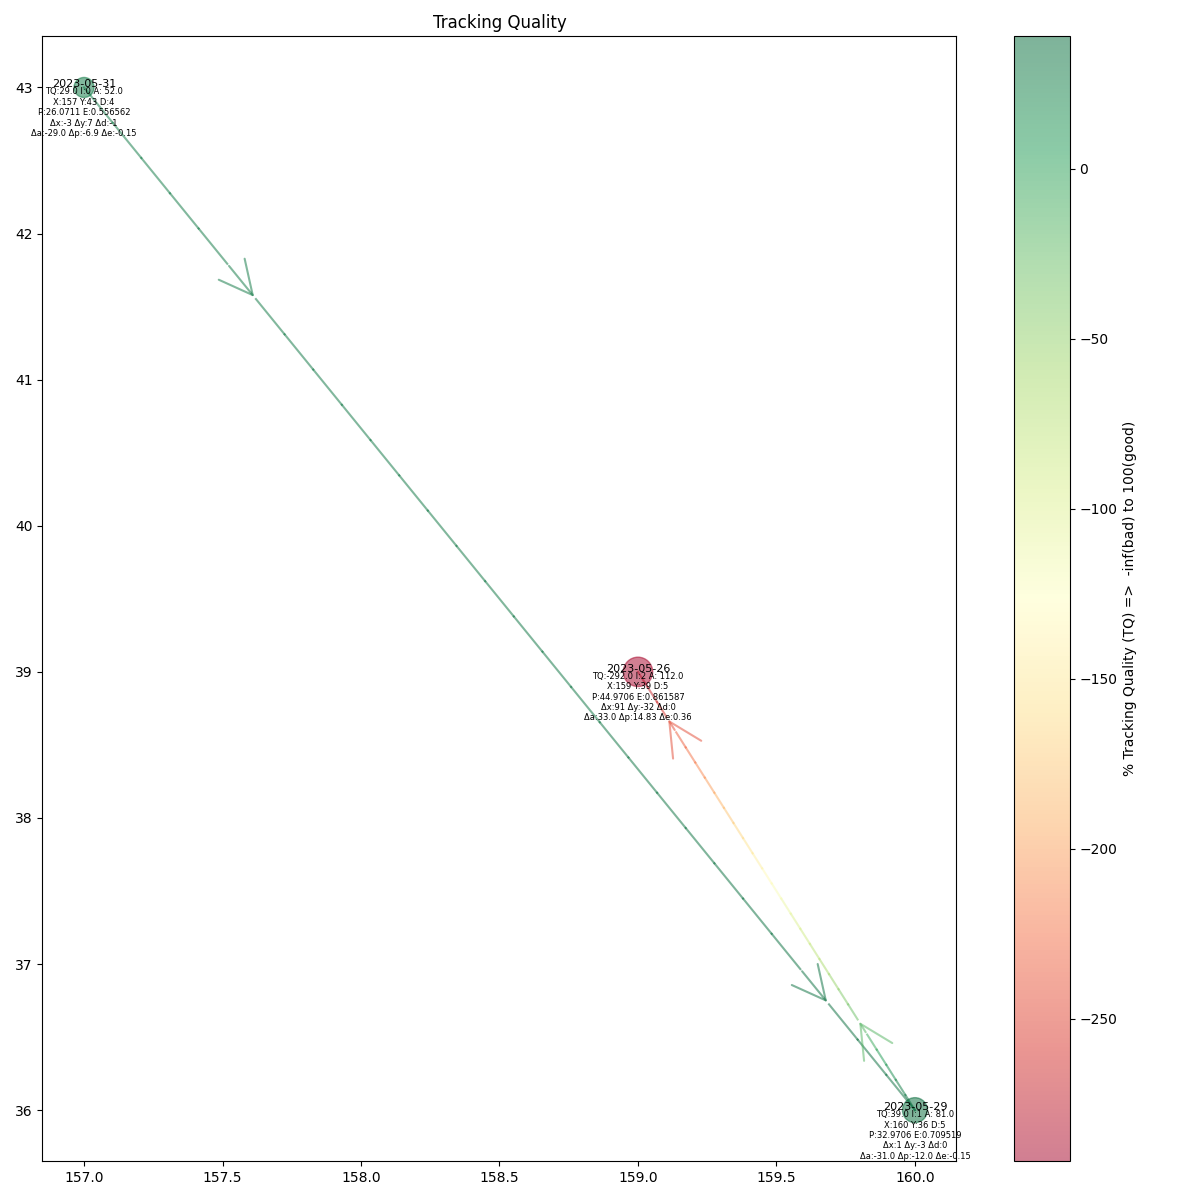 Tracking Quality
43
42
41
40
39
38
37
36
157.0
157.5
158.0
158.5
159.0
159.5
160.0
2023-05-31
TQ:29.0 I:0 A: 52.0
X:157 Y:43 D:4
P:26.0711 E:0.556562
Δx:-3 Δy:7 Δd:-1
Δa:-29.0 Δp:-6.9 Δe:-0.15
2023-05-26
TQ:-292.0 I:2 A: 112.0
X:159 Y:39 D:5
P:44.9706 E:0.861587
Δx:91 Δy:-32 Δd:0
Δa:33.0 Δp:14.83 Δe:0.36
2023-05-29
TQ:39.0 I:1 A: 81.0
X:160 Y:36 D:5
P:32.9706 E:0.709519
Δx:1 Δy:-3 Δd:0
Δa:-31.0 Δp:-12.0 Δe:-0.15
0
−50
−100
−150
−200
−250
% Tracking Quality (TQ) => -inf(bad) to 100(good)